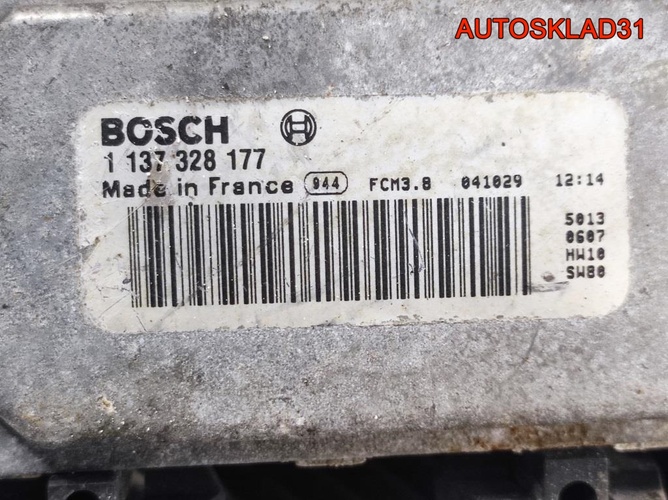 AUTOSKLAD31
BOSCH
1 137 328 177
Made in France 944 FCM3.8 041029 12:14
5013
0607
HW10
SW80